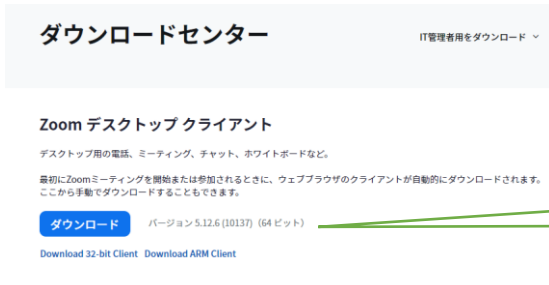 ダウンロードセンター
IT管理者用をダウンロード
Zoom デスクトップ クライアント
デスクトップ用の電話、ミーティング、チャット、ホワイトボードなど。
最初にZoomミーティングを開始または参加されるときに、ウェブブラウザのクライアントが自動的にダウンロードされます。
ここから手動でダウンロードすることもできます。
ダウンロード バージョン 5.12.6 (10137)（64 ビット）
Download 32-bit Client Download ARM Client